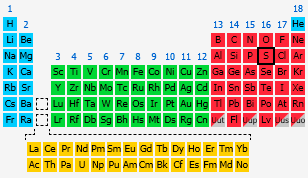 1 18
H 2 13 14 15 16 17 He
Li Be B C N O F Ne
Na Mg 3 4 5 6 7 8 9 10 11 12 Al Si P S Cl Ar
K Ca Sc Ti V Cr Mn Fe Co Ni Cu Zn Ga Ge As Se Br Kr
Rb Sr Y Zr Nb Mo Tc Ru Rh Pd Ag Cd In Sn Sb Te I Xe
Cs Ba Lu Hf Ta W Re Os Ir Pt Au Hg Tl Pb Bi Po At Rn
Fr Ra Lr Rf Db Sg Bh Hs Mt Ds Rg Cn Uut Fl Uup Lv Uus Uuo
La Ce Pr Nd Pm Sm Eu Gd Tb Dy Ho Er Tm Yb
Ac Th Pa U Np Pu Am Cm Bk Cf Es Fm Md No